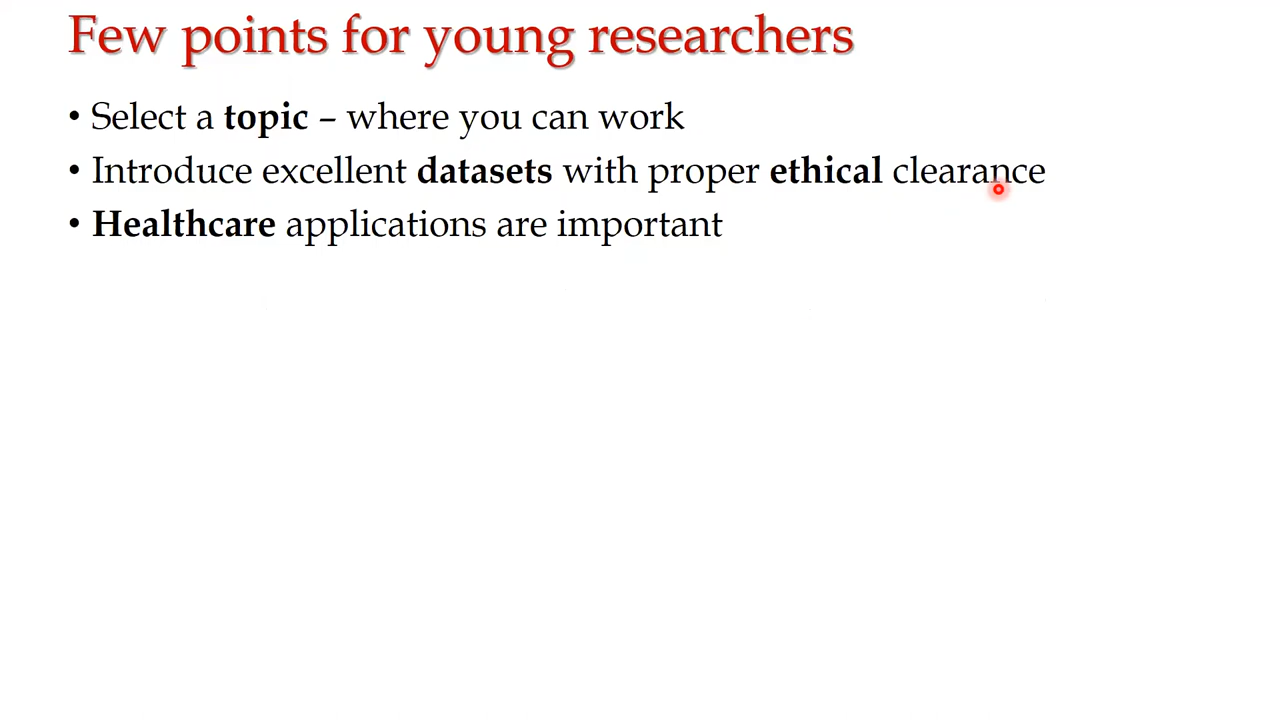 Few points for young researchers
• Select a topic – where you can work
• Introduce excellent datasets with proper ethical clearance
• Healthcare applications are important